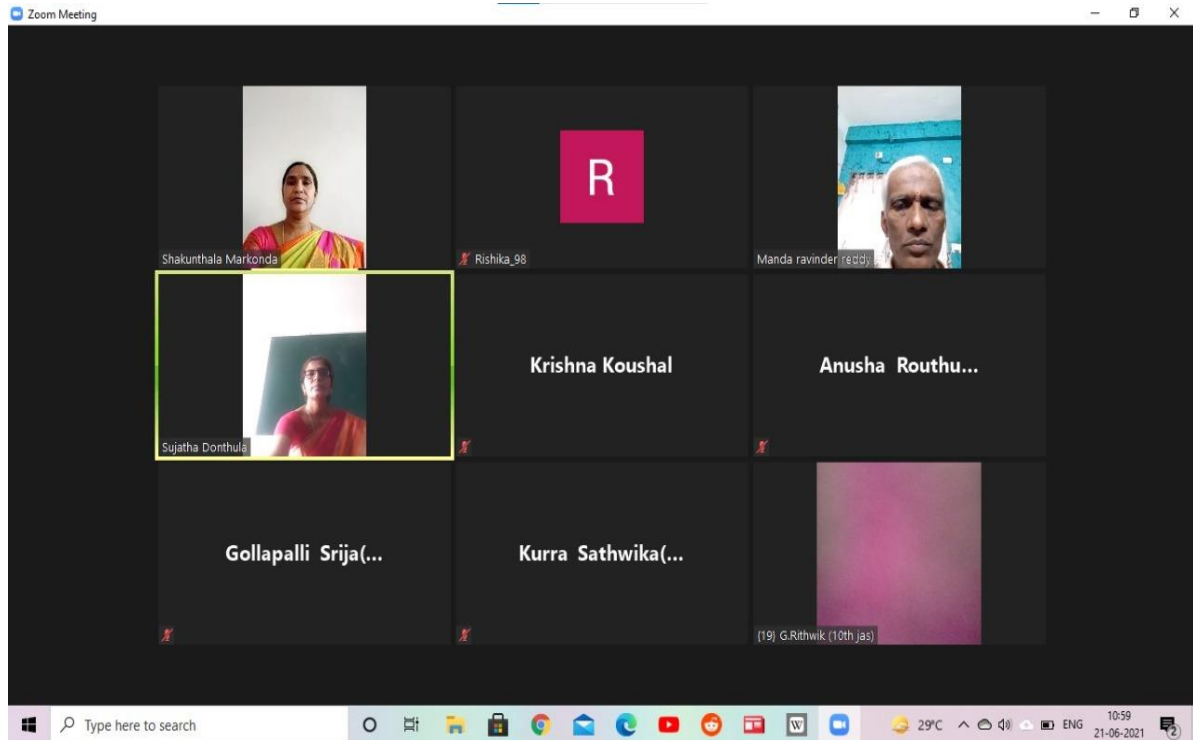 Zoom Meeting
R
Shakunthala Markonda
Rishika_98
Manda ravinder reddy
Sujatha Donthula
Krishna Koushal
Anusha Routhu...
Gollapalli Srija(...
Kurra Sathwika(...
{19} G.Rithwik (10th jas)
Type here to search
W
29°C
ENG
10:59
21-06-2021
2